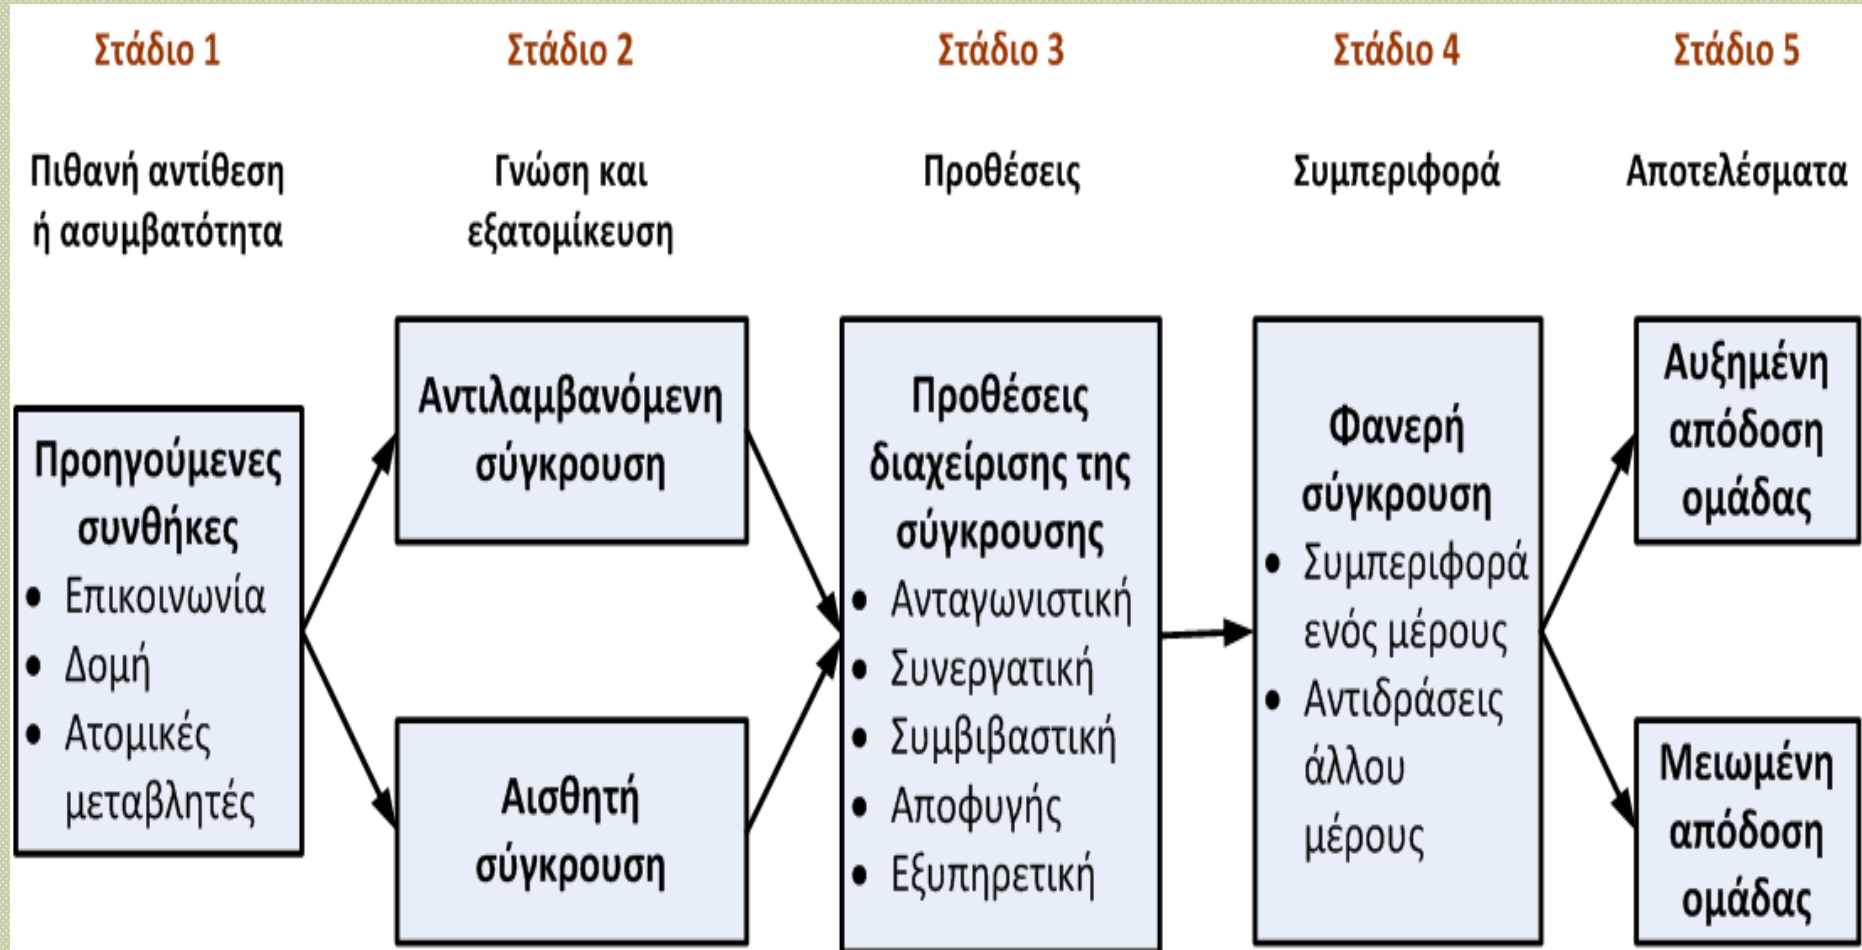 Στάδιο 1
Στάδιο 2
Στάδιο 3
Στάδιο 4
Στάδιο 5
Πιθανή αντίθεση
ή ασυμβατότητα
Γνώση και
εξατομίκευση
Προθέσεις
Συμπεριφορά
Αποτελέσματα
Προηγούμενες
συνθήκες
• Επικοινωνία
• Δομή
• Ατομικές
μεταβλητές
Αντιλαμβανόμενη
σύγκρουση
Αισθητή
σύγκρουση
Προθέσεις
διαχείρισης της
σύγκρουσης
• Ανταγωνιστική
• Συνεργατική
• Συμβιβαστική
• Αποφυγής
• Εξυπηρετική
Φανερή
σύγκρουση
• Συμπεριφορά
ενός μέρους
• Αντιδράσεις
άλλου
μέρους
Αυξημένη
απόδοση
ομάδας
Μειωμένη
απόδοση
ομάδας